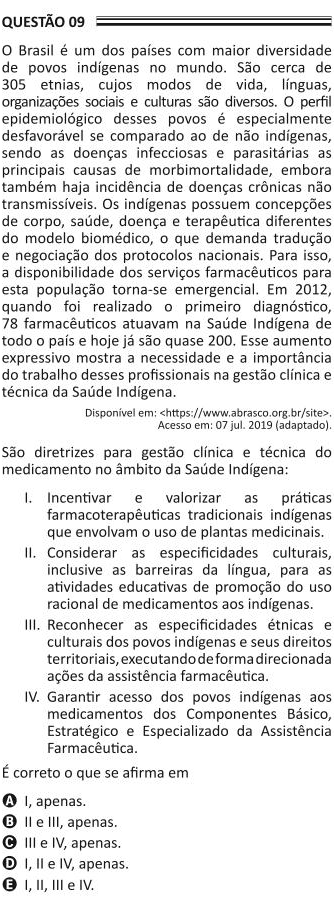 QUESTÃO 09
O Brasil é um dos países com maior diversidade
de povos indígenas no mundo. São cerca de
305 etnias, cujos modos de vida, línguas,
organizações sociais e culturas são diversos. O perfil
epidemiológico desses povos é especialmente
desfavorável se comparado ao de não indígenas,
sendo as doenças infecciosas e parasitárias as
principais causas de morbimortalidade, embora
também haja incidência de doenças crônicas não
transmissíveis. Os indígenas possuem concepções
de corpo, saúde, doença e terapêutica diferentes
do modelo biomédico, o que demanda tradução
e negociação dos protocolos nacionais. Para isso,
a disponibilidade dos serviços farmacêuticos para
esta população torna-se emergencial. Em 2012,
quando foi realizado o primeiro diagnóstico,
78 farmacêuticos atuavam na Saúde Indígena de
todo o país e hoje já são quase 200. Esse aumento
expressivo mostra a necessidade e a importância
do trabalho desses profissionais na gestão clínica e
técnica da Saúde Indígena.
Disponível em: <https://www.abrasco.org.br/site>.
Acesso em: 07 jul. 2019 (adaptado).
São diretrizes para gestão clínica e técnica do
medicamento no âmbito da Saúde Indígena:
I. Incentivar e valorizar as práticas
farmacoterapêuticas tradicionais indígenas
que envolvam o uso de plantas medicinais.
II. Considerar as especificidades culturais,
inclusive as barreiras da língua, para as
atividades educativas de promoção do uso
racional de medicamentos aos indígenas.
III. Reconhecer as especificidades étnicas e
culturais dos povos indígenas e seus direitos
territoriais, executando de forma direcionada
ações da assistência farmacêutica.
IV. Garantir acesso dos povos indígenas aos
medicamentos dos Componentes Básico,
Estratégico e Especializado da Assistência
Farmacêutica.
É correto o que se afirma em
A I, apenas.
B II e III, apenas.
C III e IV, apenas.
D I, II e IV, apenas.
E I, II, III e IV.